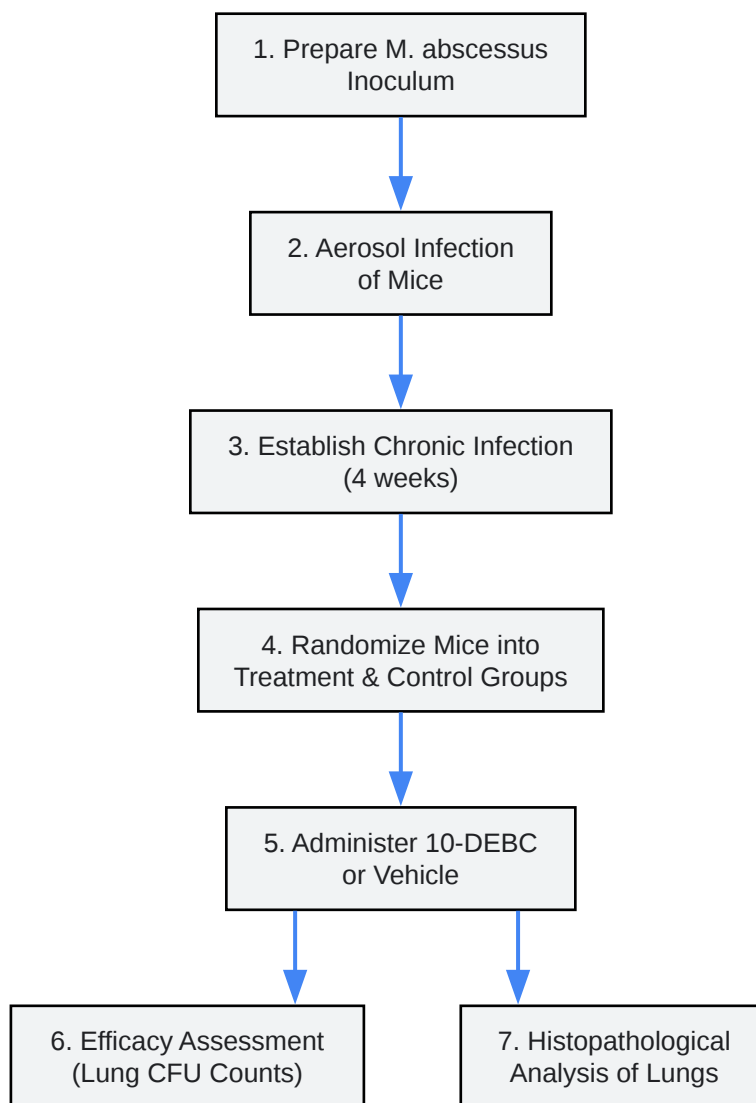 1. Prepare M. abscessus
Inoculum
2. Aerosol Infection
of Mice
3. Establish Chronic Infection
(4 weeks)
4. Randomize Mice into
Treatment & Control Groups
5. Administer 10-DEBC
or Vehicle
6. Efficacy Assessment
(Lung CFU Counts)
7. Histopathological
Analysis of Lungs